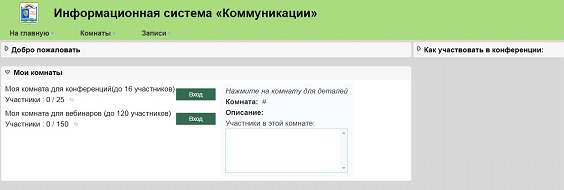 Информационная система «Коммуникации»
На главную Комнаты Записи
Добро пожаловать
Как участвовать в конференции:
Мои комнаты
Моя комната для конференций(до 16 участников)
Участники : 0 / 25
Вход
Моя комната для вебинаров (до 120 участников)
Участники : 0 / 150
Вход
Нажмите на комнату для деталей
Комната: #
Описание:
Участники в этой комнате: